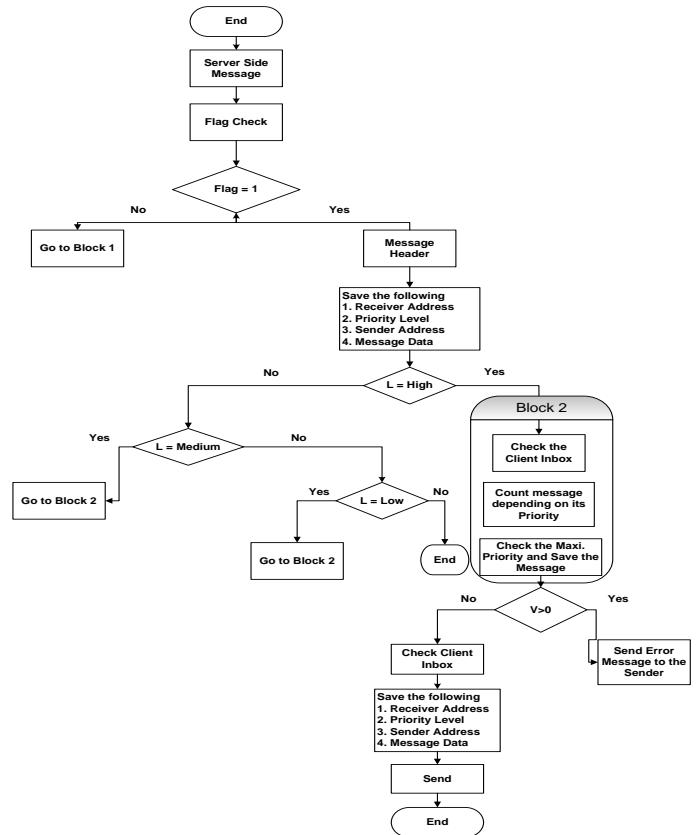 End
Server Side
Message
Flag Check
Flag = 1
No
Yes
Go to Block 1
Message
Header
Save the following
1. Receiver Address
2. Priority Level
3. Sender Address
4. Message Data
No
L = High
Yes
Block 2
Yes
L = Medium
No
Check the
Client Inbox
Go to Block 2
Yes
L = Low
No
Count message
depending on its
Priority
Go to Block 2
End
Check the Maxi.
Priority and Save the
Message
No
V>0
Yes
Check Client
Inbox
Send Error
Message to the
Sender
Save the following
1. Receiver Address
2. Priority Level
3. Sender Address
4. Message Data
Send
End